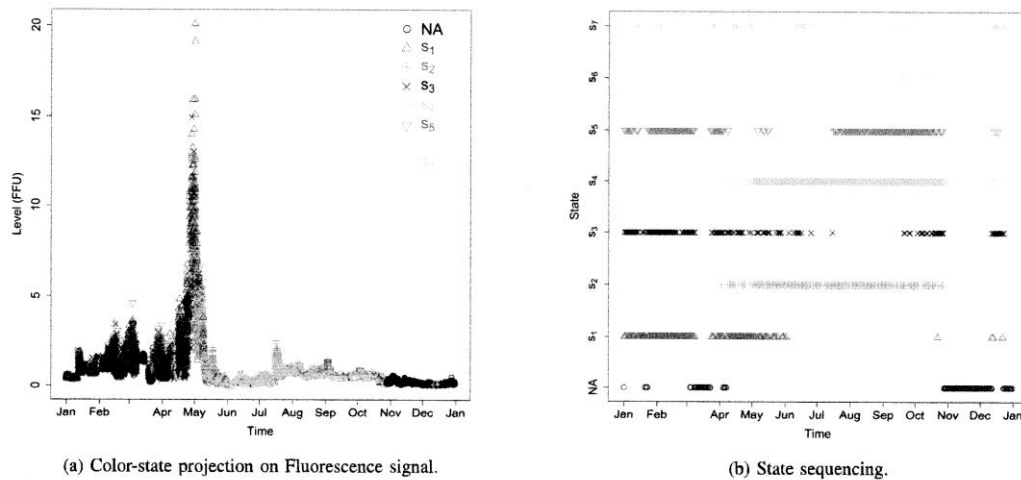 20
15
10
5
0
Level (FFU)
NA
S1
S2
S3
S5
Jan Feb Apr May Jun Jul Aug Sep Oct Nov Dec Jan
Time
(a) Color-state projection on Fluorescence signal.
S7
S6
S5
S4
S3
S2
S1
NA
State
Jan Feb Apr May Jun Jul Aug Sep Oct Nov Dec Jan
Time
(b) State sequencing.